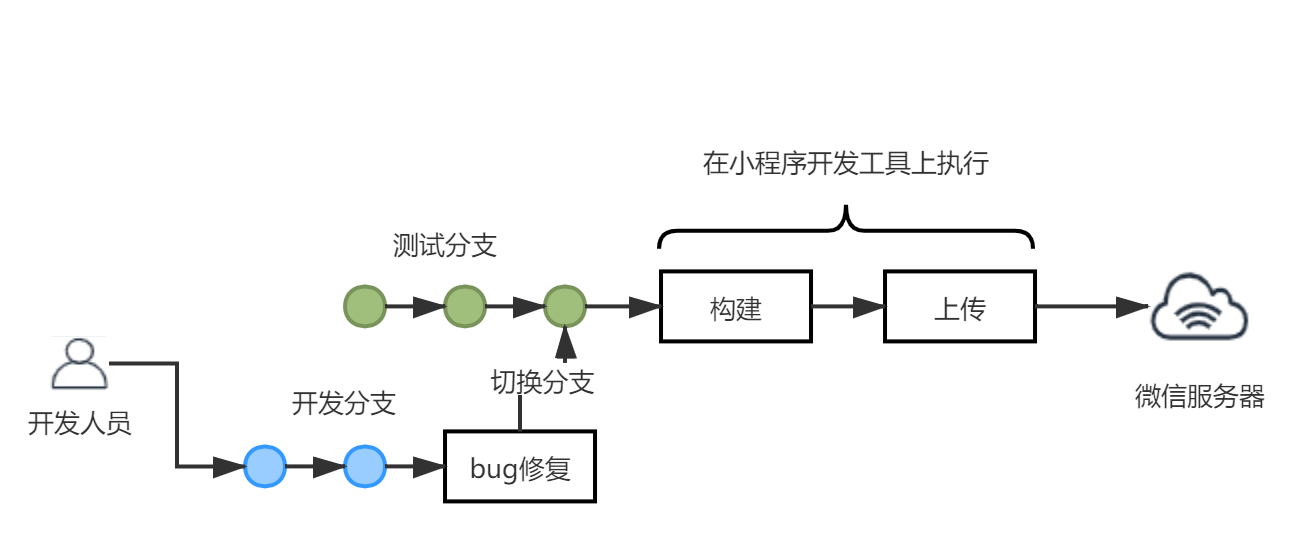 在小程序开发工具上执行
测试分支
构建
上传
切换分支
开发分支
微信服务器
开发人员
bug修复